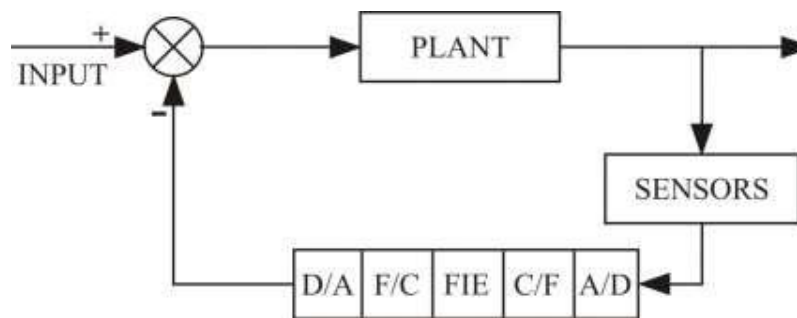 +
PLANT
INPUT
-
SENSORS
D/A F/C FIE C/F A/D